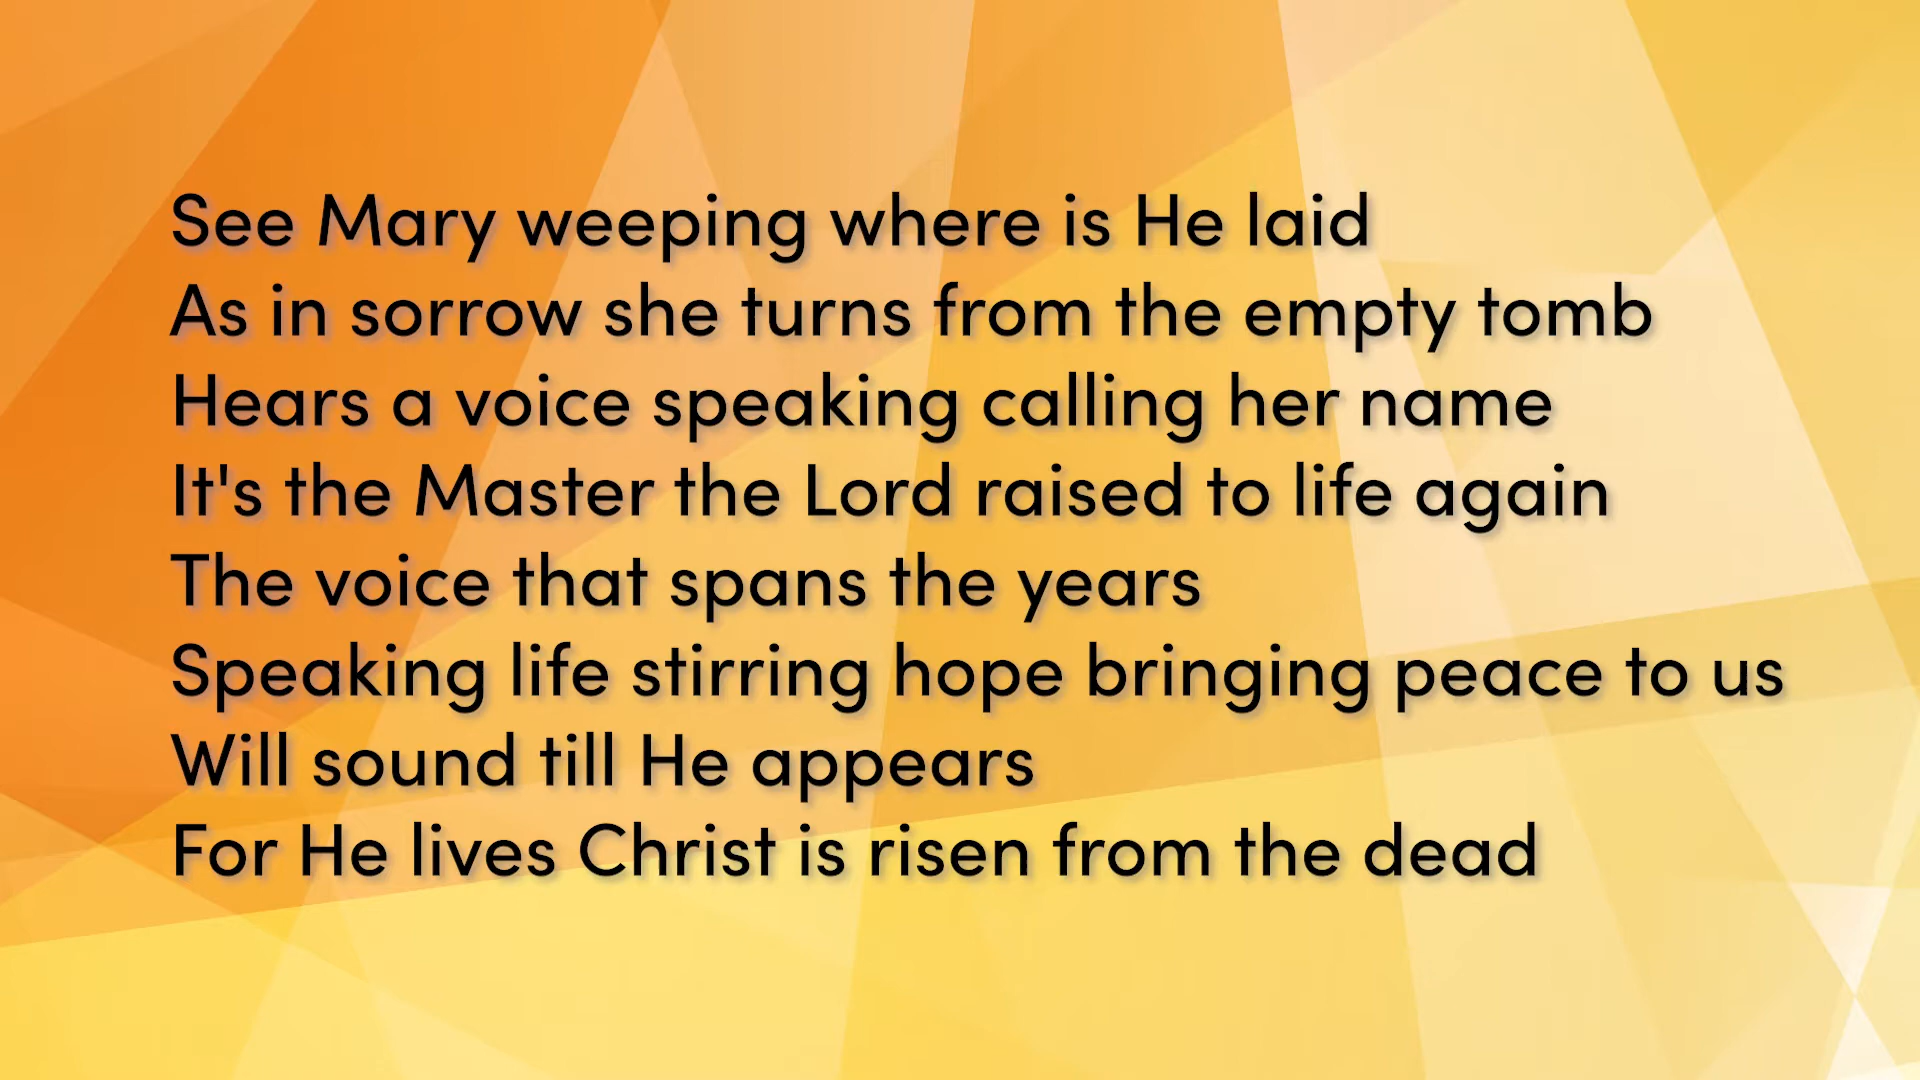 See Mary weeping where is He laid
As in sorrow she turns from the empty tomb
Hears a voice speaking calling her name
It's the Master the Lord raised to life again
The voice that spans the years
Speaking life stirring hope bringing peace to us
Will sound till He appears
For He lives Christ is risen from the dead